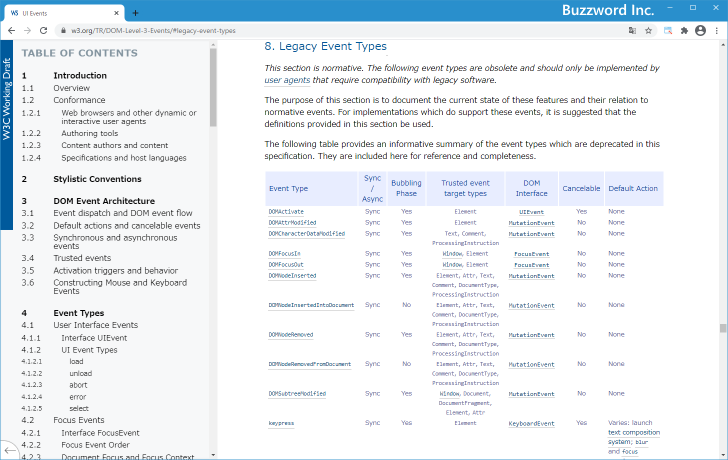 UI Events
Buzzword Inc.
w3.org/TR/DOM-Level-3-Events/#legacy-event-types
W3C Working Draft
TABLE OF CONTENTS
1 Introduction
1.1 Overview
1.2 Conformance
1.2.1 Web browsers and other dynamic or
interactive user agents
1.2.2 Authoring tools
1.2.3 Content authors and content
1.2.4 Specifications and host languages
2 Stylistic Conventions
3 DOM Event Architecture
3.1 Event dispatch and DOM event flow
3.2 Default actions and cancelable events
3.3 Synchronous and asynchronous
events
3.4 Trusted events
3.5 Activation triggers and behavior
3.6 Constructing Mouse and Keyboard
Events
4 Event Types
4.1 User Interface Events
4.1.1 Interface UIEvent
4.1.2 UI Event Types
4.1.2.1 load
4.1.2.2 unload
4.1.2.3 abort
4.1.2.4 error
4.1.2.5 select
4.2 Focus Events
4.2.1 Interface FocusEvent
4.2.2 Focus Event Order
4.2.3 Document Focus and Focus Context
8. Legacy Event Types
This section is normative. The following event types are obsolete and should only be implemented by
user agents that require compatibility with legacy software.
The purpose of this section is to document the current state of these features and their relation to
normative events. For implementations which do support these events, it is suggested that the
definitions provided in this section be used.
The following table provides an informative summary of the event types which are deprecated in this
specification. They are included here for reference and completeness.
Event Type Sync / Async Bubbling Phase Trusted event target types DOM Interface Cancelable Default Action
DOMActivate Sync Yes Element UIEvent Yes None
DOMAttrModified Sync Yes Element MutationEvent No None
DOMCharacterDataModified Sync Yes Text, Comment, MutationEvent No None
ProcessingInstruction
DOMFocusIn Sync Yes Window, Element FocusEvent No None
DOMFocusOut Sync Yes Window, Element FocusEvent No None
DOMNodeInserted Sync Yes Element, Attr, Text, MutationEvent No None
Comment, DocumentType,
ProcessingInstruction
DOMNodeInsertedIntoDocument Sync No Element, Attr, Text, MutationEvent No None
Comment, DocumentType,
ProcessingInstruction
DOMNodeRemoved Sync Yes Element, Attr, Text, MutationEvent No None
Comment, DocumentType,
ProcessingInstruction
DOMNodeRemovedFromDocument Sync No Element, Attr, Text, MutationEvent No None
Comment, DocumentType,
ProcessingInstruction
DOMSubtreeModified Sync Yes Window, Document, MutationEvent No None
DocumentFragment,
Element, Attr
keypress Sync Yes Element KeyboardEvent Yes Varies: launch
text composition
system; blur
and focus